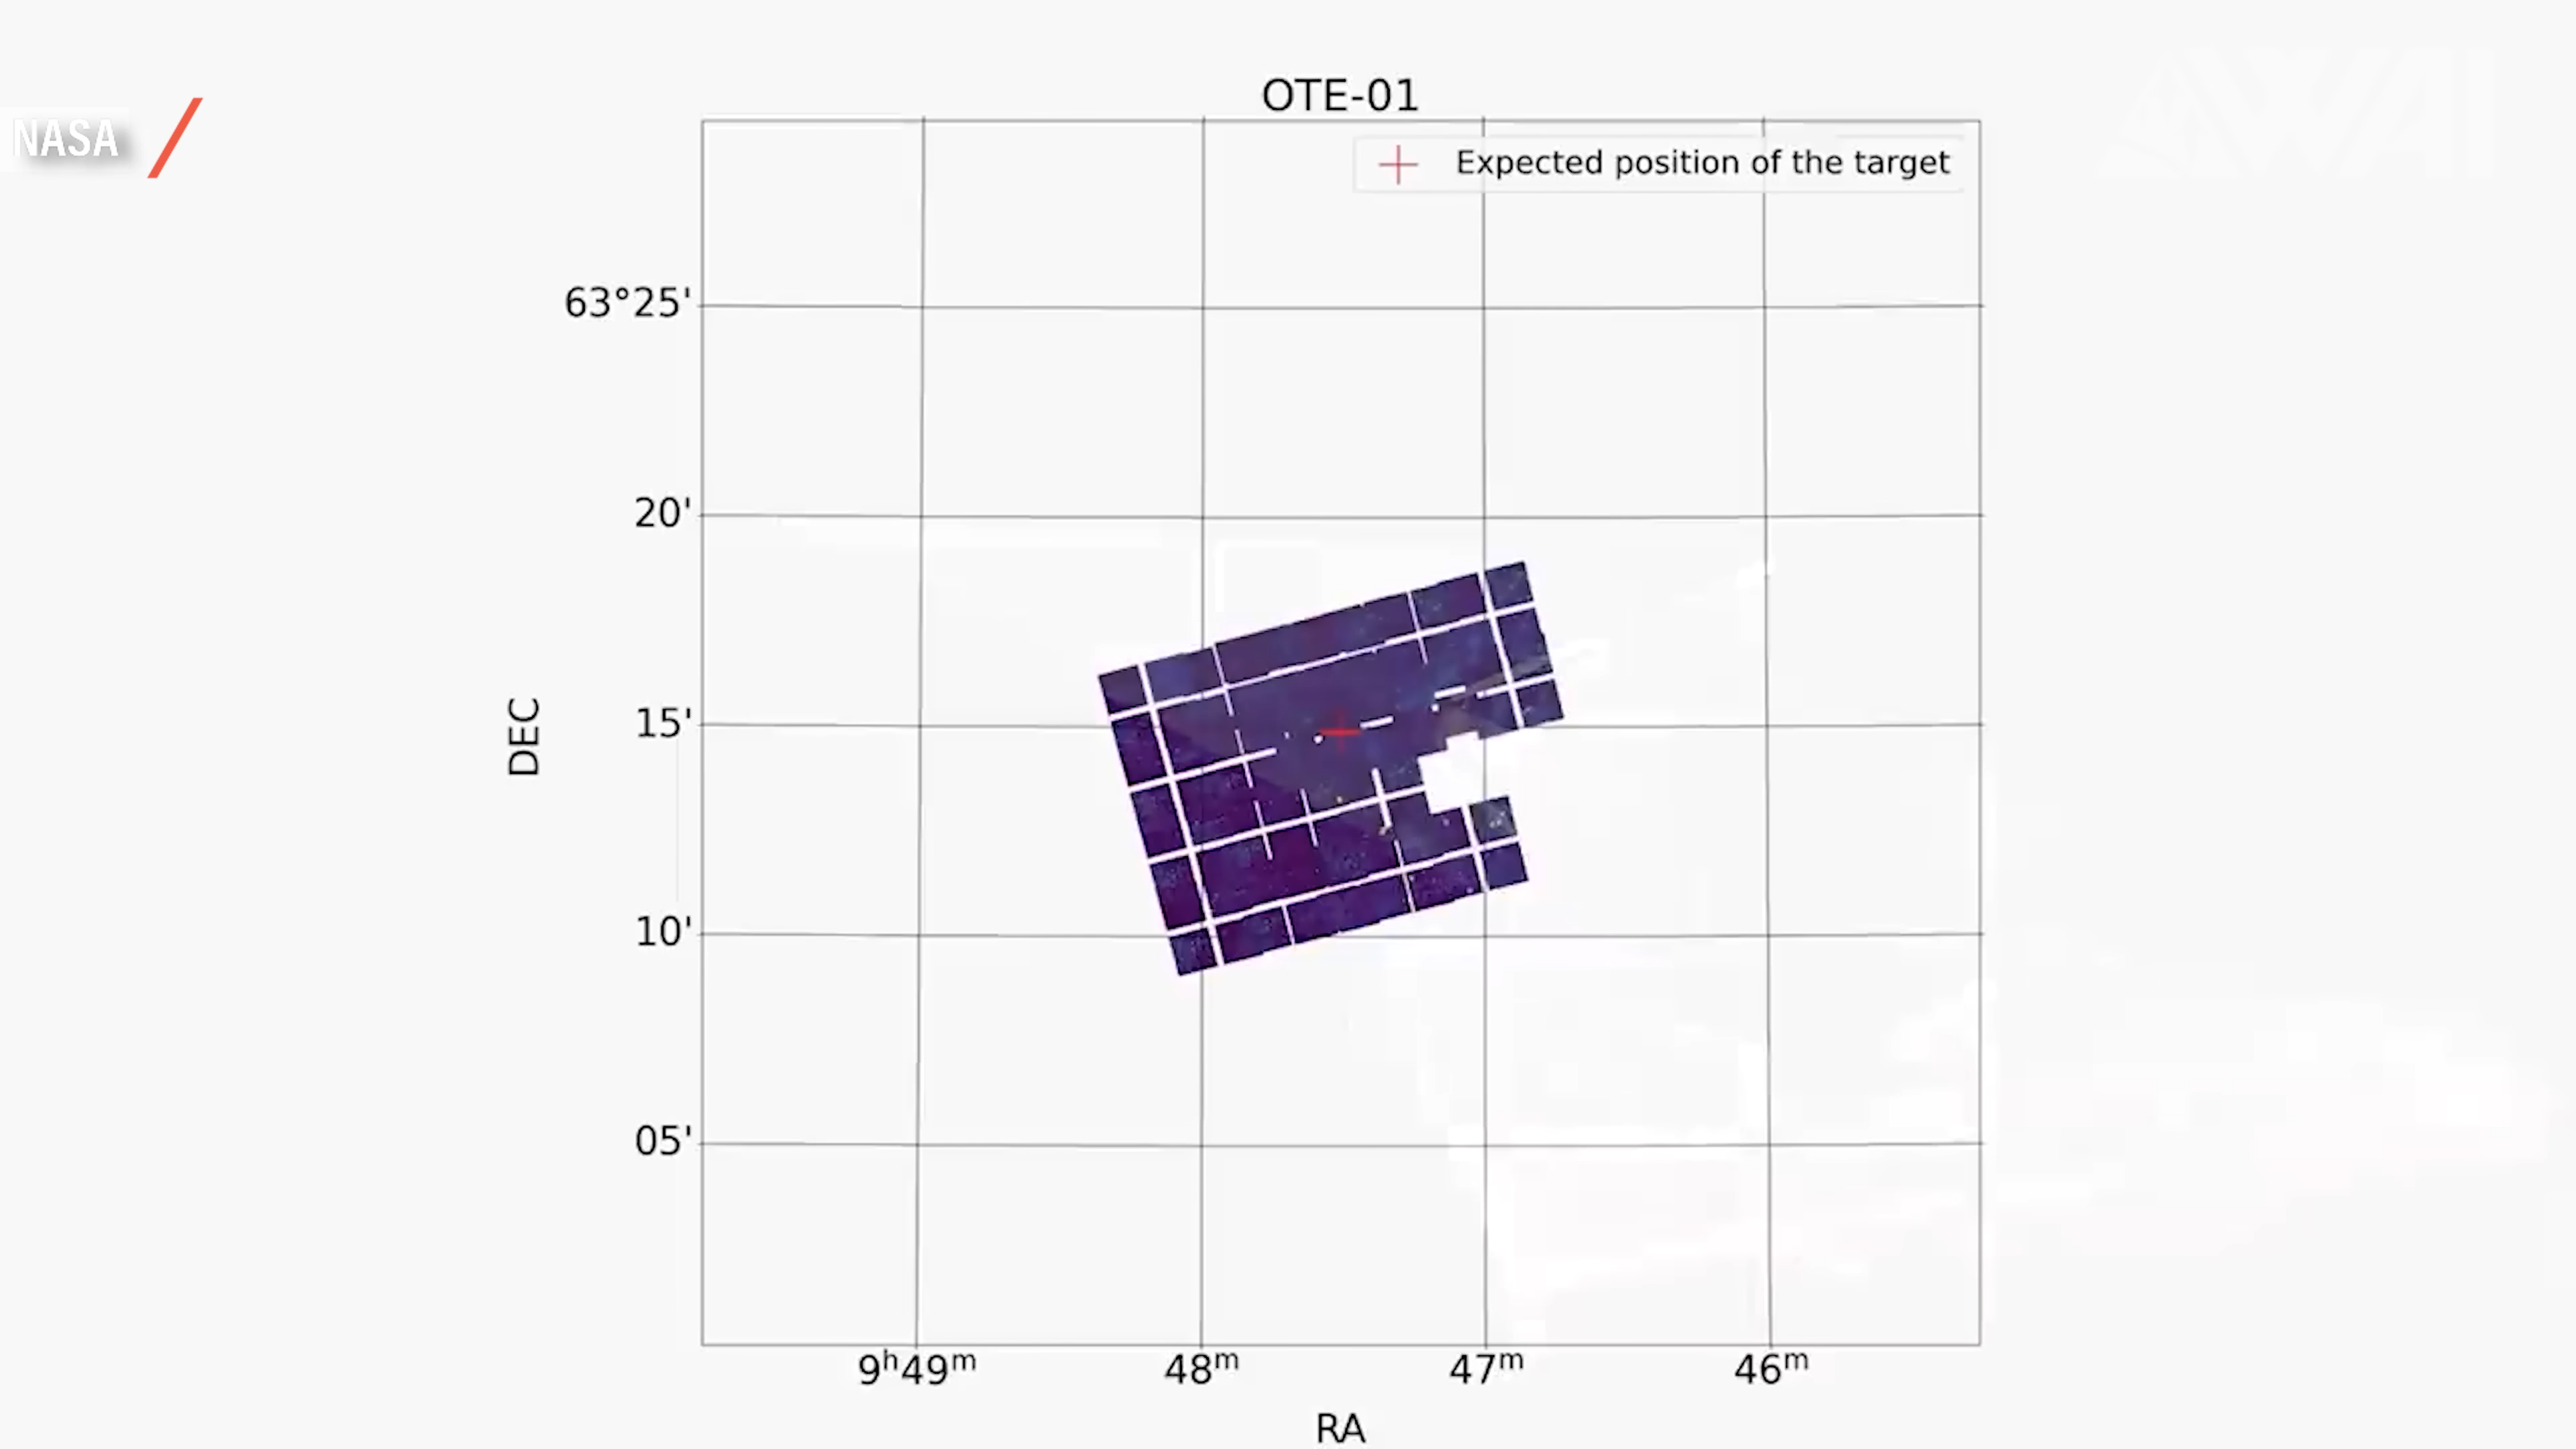 OTE-01
NASA
Expected position of the target
63°25'
20'
15'
10'
05'
DEC
9ʰ49ᵐ
48ᵐ
47ᵐ
46ᵐ
RA